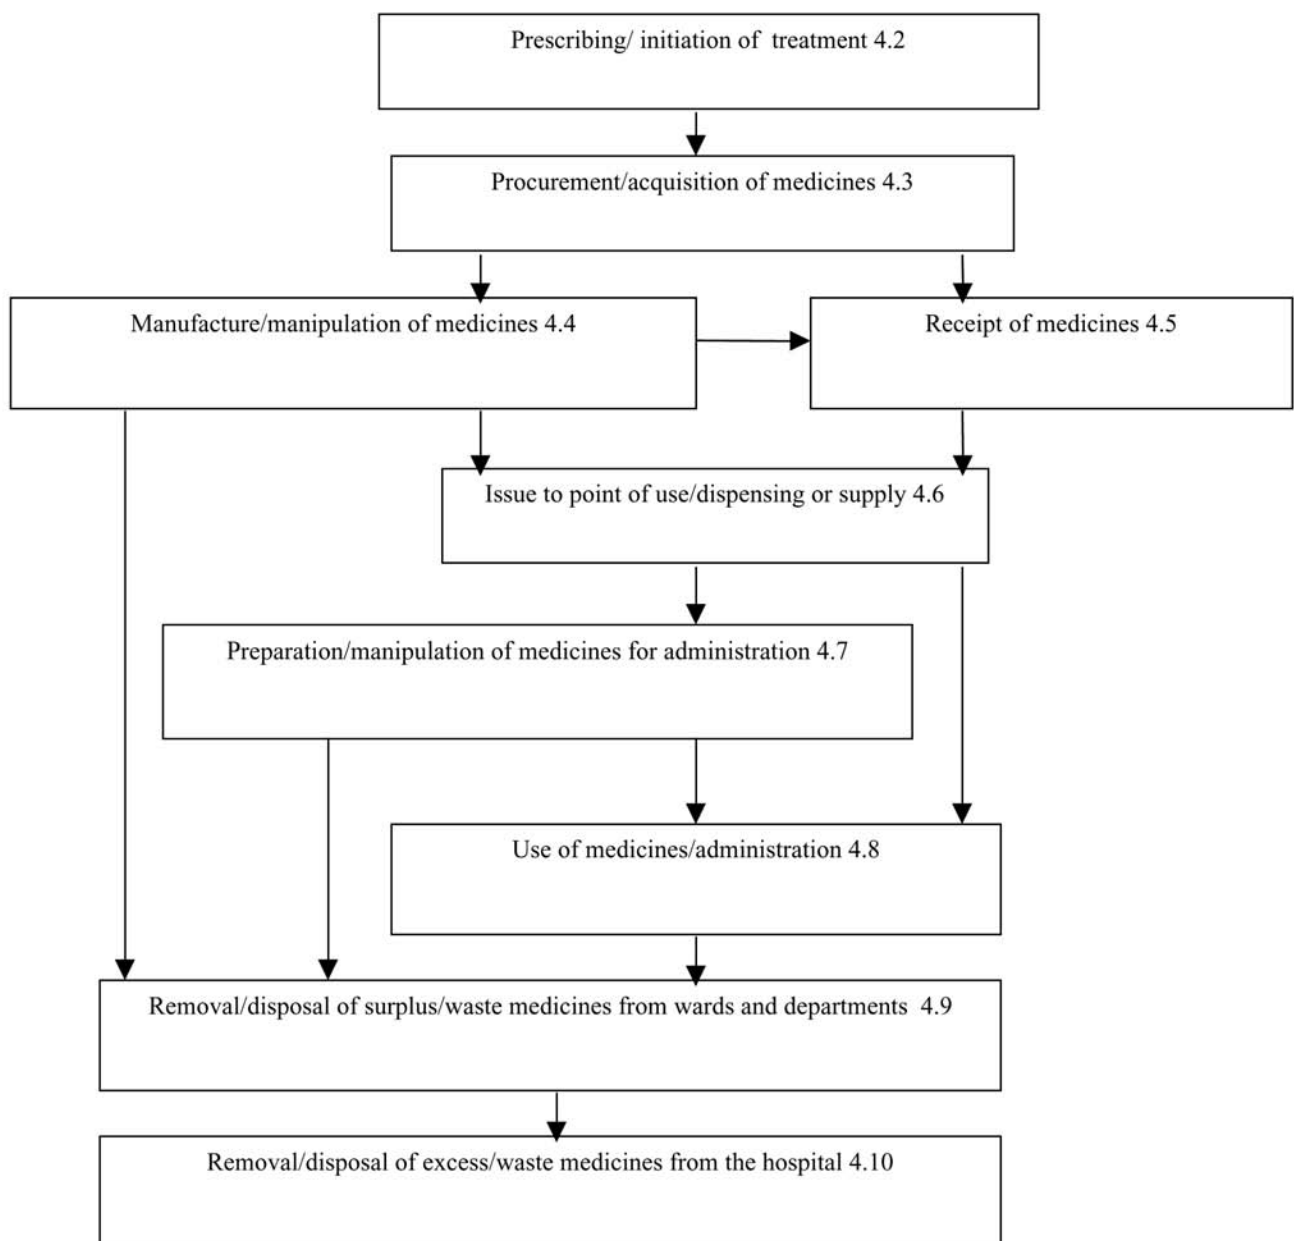 Prescribing/ initiation of  treatment 4.2
Procurement/acquisition of medicines 4.3
Manufacture/manipulation of medicines 4.4
Receipt of medicines 4.5
Issue to point of use/dispensing or supply 4.6
Preparation/manipulation of medicines for administration 4.7
Use of medicines/administration 4.8
Removal/disposal of surplus/waste medicines from wards and departments  4.9
Removal/disposal of excess/waste medicines from the hospital 4.10